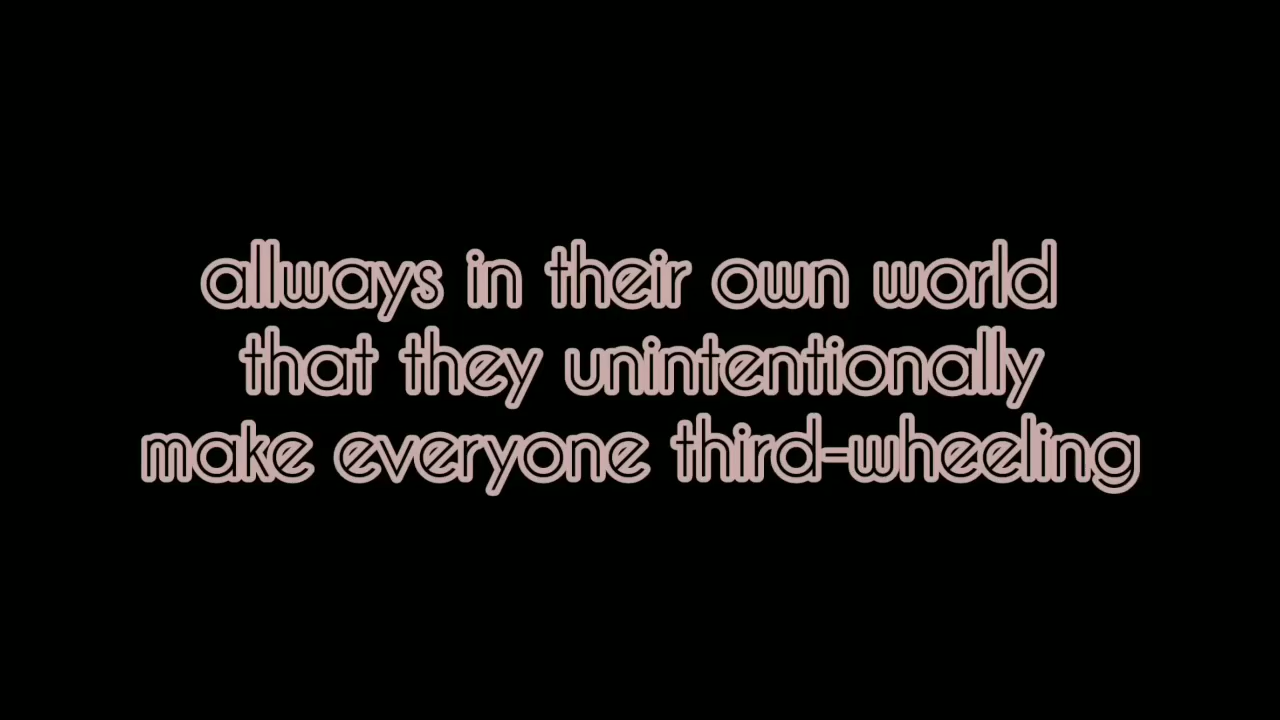 allways in their own world
that they unintentionally
make everyone third-wheeling